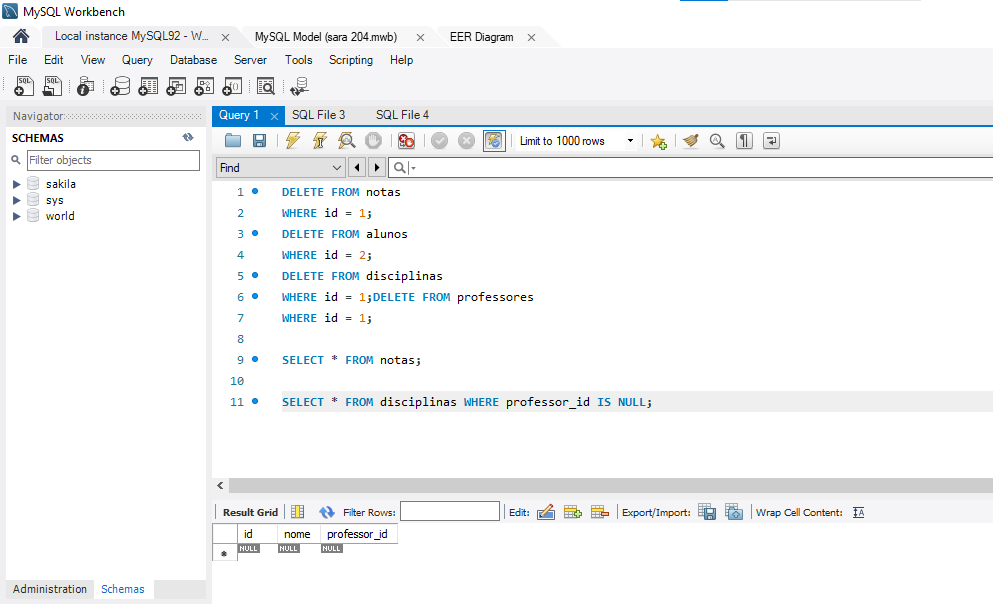 MySQL Workbench
Local instance MySQL92 - W... MySQL Model (sara 204.mwb) EER Diagram
File Edit View Query Database Server Tools Scripting Help
Navigator Query 1 SQL File 3 SQL File 4
SCHEMAS
Limit to 1000 rows
Filter objects
Find
sakila
sys
world
1 DELETE FROM notas
2 WHERE id = 1;
3 DELETE FROM alunos
4 WHERE id = 2;
5 DELETE FROM disciplinas
6 WHERE id = 1;DELETE FROM professores
7 WHERE id = 1;
8
9 SELECT * FROM notas;
10
11 SELECT * FROM disciplinas WHERE professor_id IS NULL;
Result Grid Filter Rows: Edit: Export/Import: Wrap Cell Content:
id nome professor_id
NULL NULL NULL
Administration Schemas